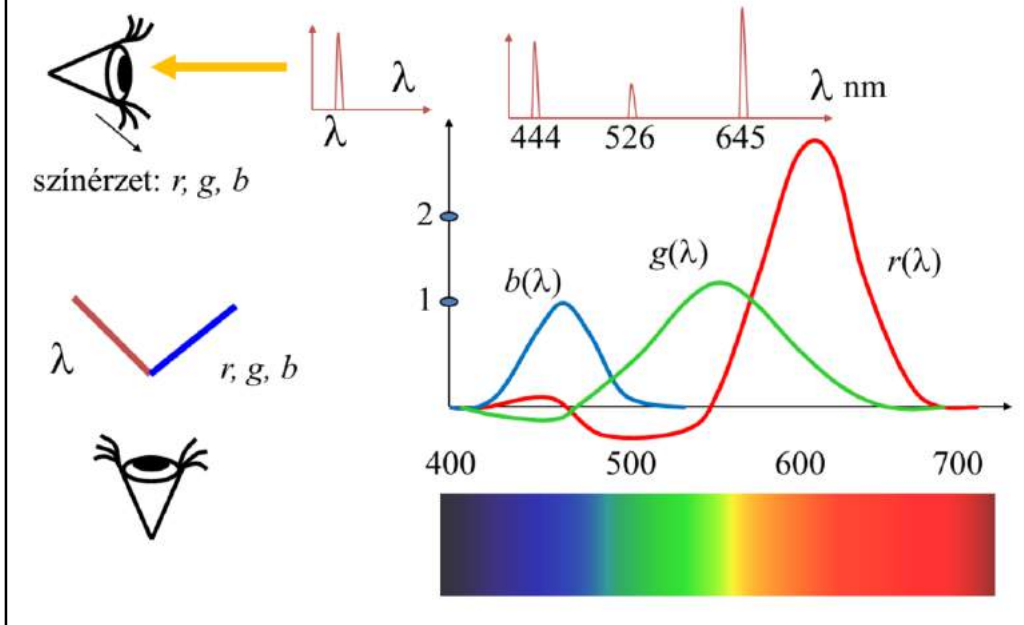 λ
λ
λ nm
444 526 645
színérzet: r, g, b
2
1
b(λ)
g(λ)
r(λ)
λ
r, g, b
400 500 600 700